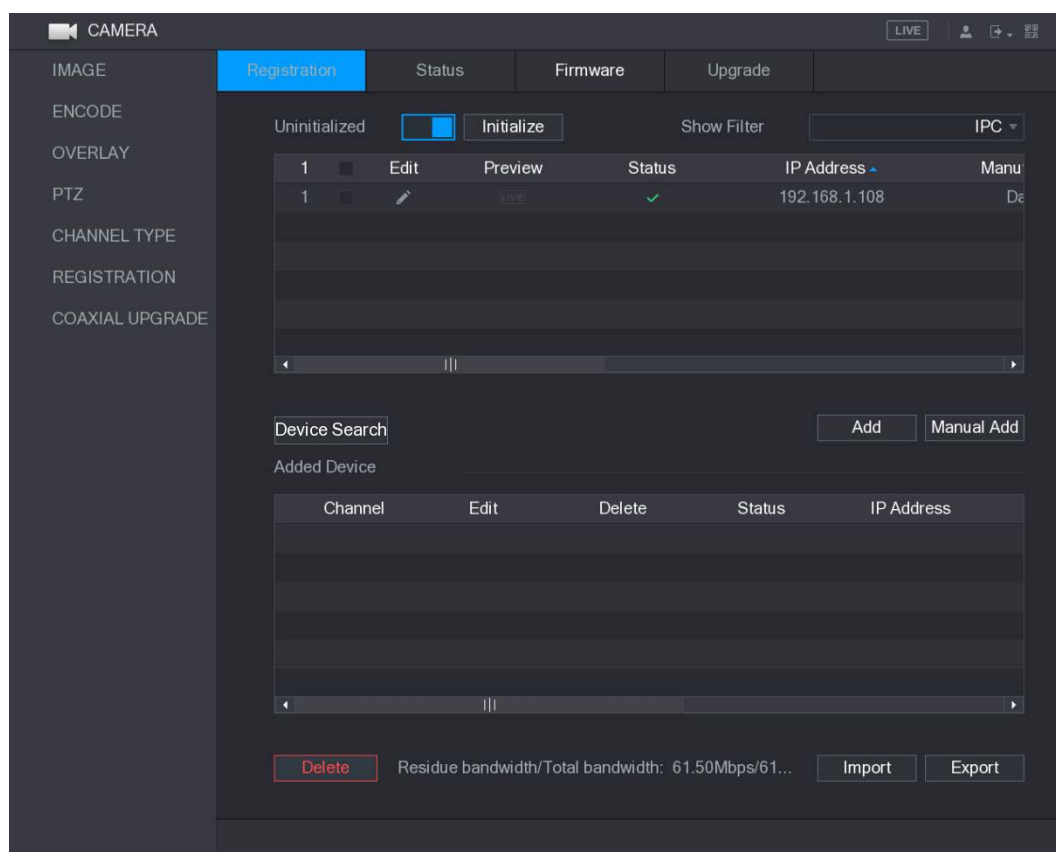 CAMERA
LIVE
IMAGE
ENCODE
OVERLAY
PTZ
CHANNEL TYPE
REGISTRATION
COAXIAL UPGRADE
Registration Status Firmware Upgrade
Uninitialized Initialize Show Filter IPC
1 Edit Preview Status IP Address Manu
1 LIVE 192.168.1.108 Da
Device Search Add Manual Add
Added Device
Channel Edit Delete Status IP Address
Delete Residue bandwidth/Total bandwidth: 61.50Mbps/61... Import Export